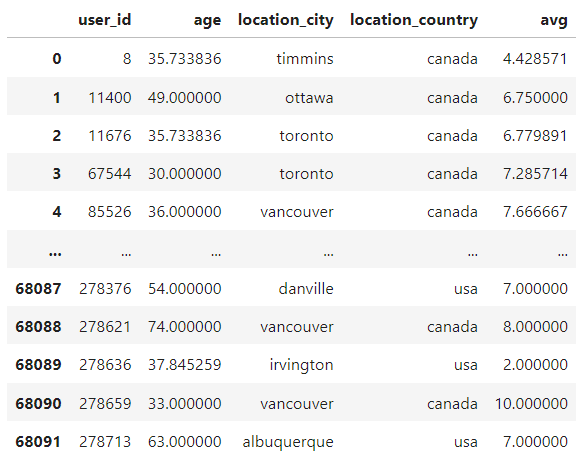 user_id age location_city location_country avg
0 8 35.733836 timmins canada 4.428571
1 11400 49.000000 ottawa canada 6.750000
2 11676 35.733836 toronto canada 6.779891
3 67544 30.000000 toronto canada 7.285714
4 85526 36.000000 vancouver canada 7.666667
... ... ... ... ... ...
68087 278376 54.000000 danville usa 7.000000
68088 278621 74.000000 vancouver canada 8.000000
68089 278636 37.845259 irvington usa 2.000000
68090 278659 33.000000 vancouver canada 10.000000
68091 278713 63.000000 albuquerque usa 7.000000